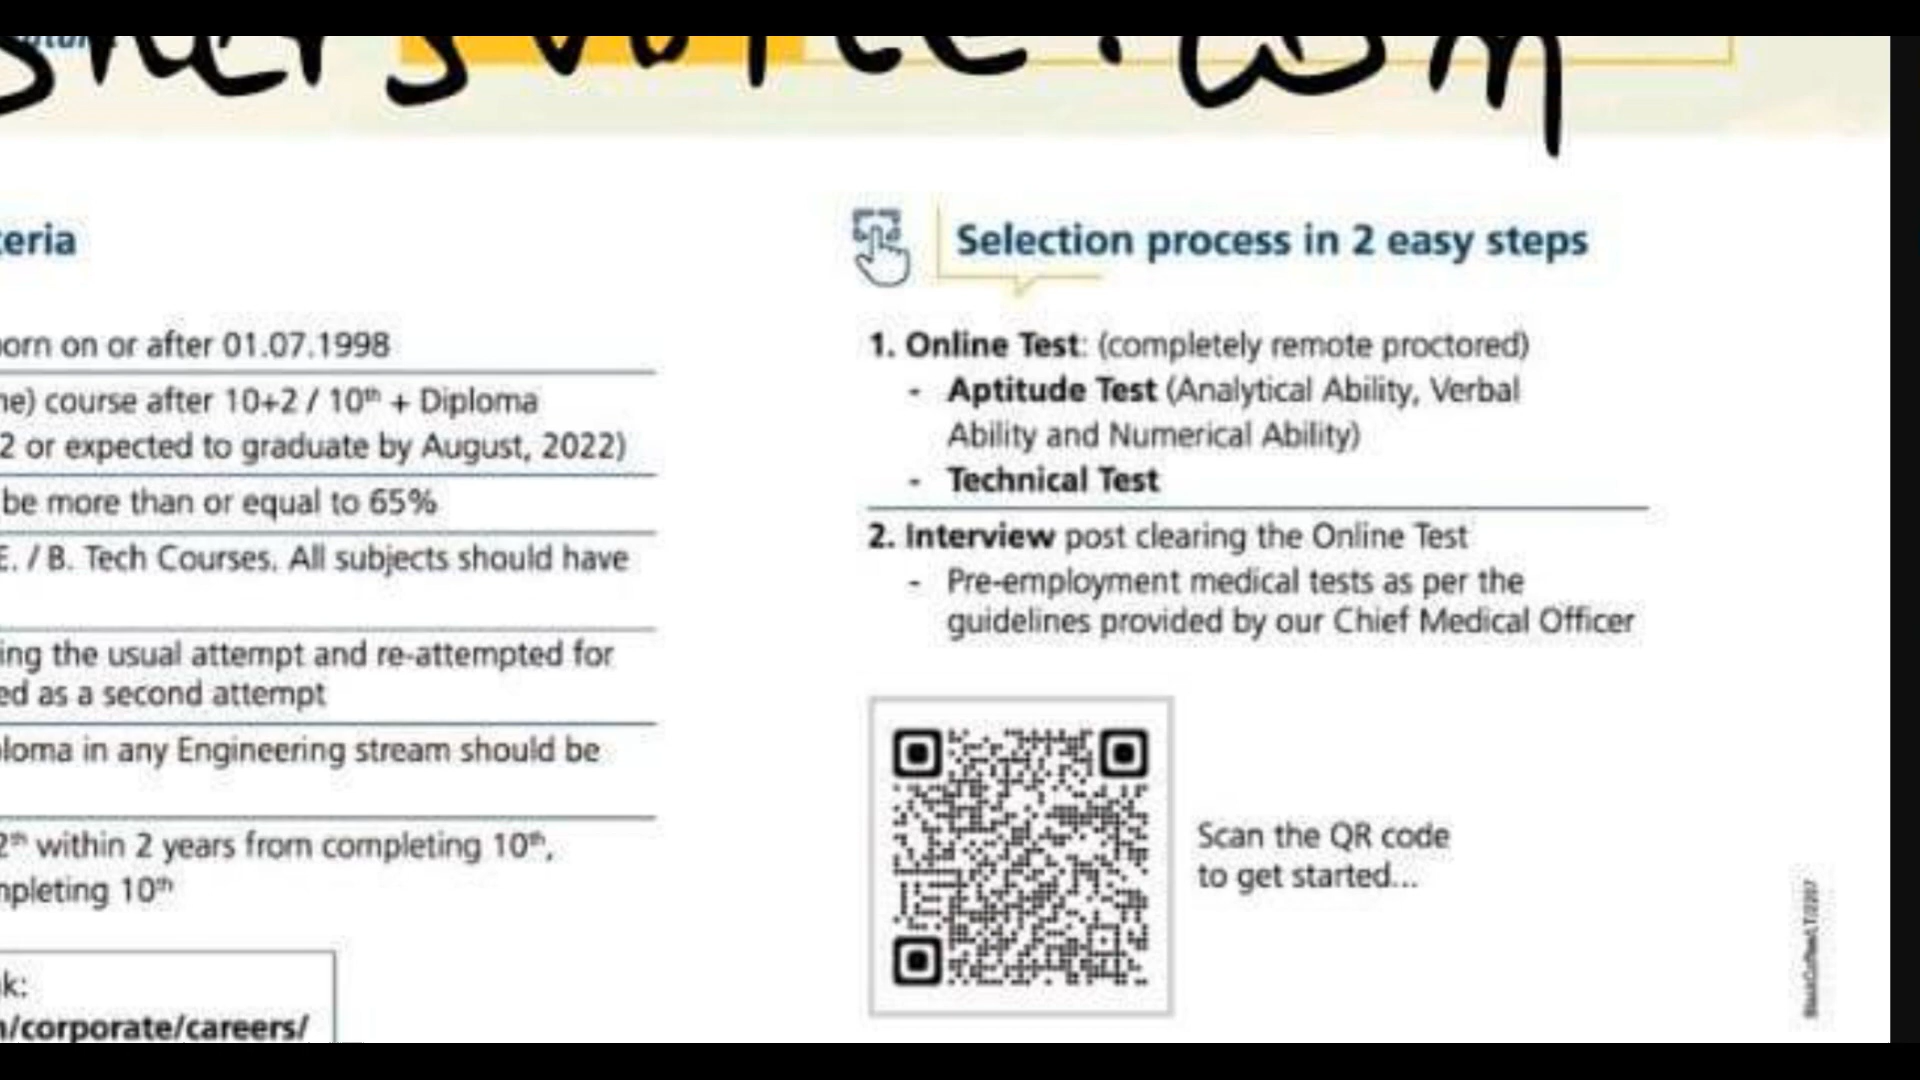 shersvoice.com
teria
orn on or after 01.07.1998
ne) course after 10+2 / 10th + Diploma
2 or expected to graduate by August, 2022)
be more than or equal to 65%
E. / B. Tech Courses. All subjects should have
ing the usual attempt and re-attempted for
ed as a second attempt
loma in any Engineering stream should be
2th within 2 years from completing 10th,
mpleting 10th
k:
n/corporate/careers/
Selection process in 2 easy steps
1. Online Test: (completely remote proctored)
- Aptitude Test (Analytical Ability, Verbal
Ability and Numerical Ability)
- Technical Test
2. Interview post clearing the Online Test
- Pre-employment medical tests as per the
guidelines provided by our Chief Medical Officer
Scan the QR code
to get started...